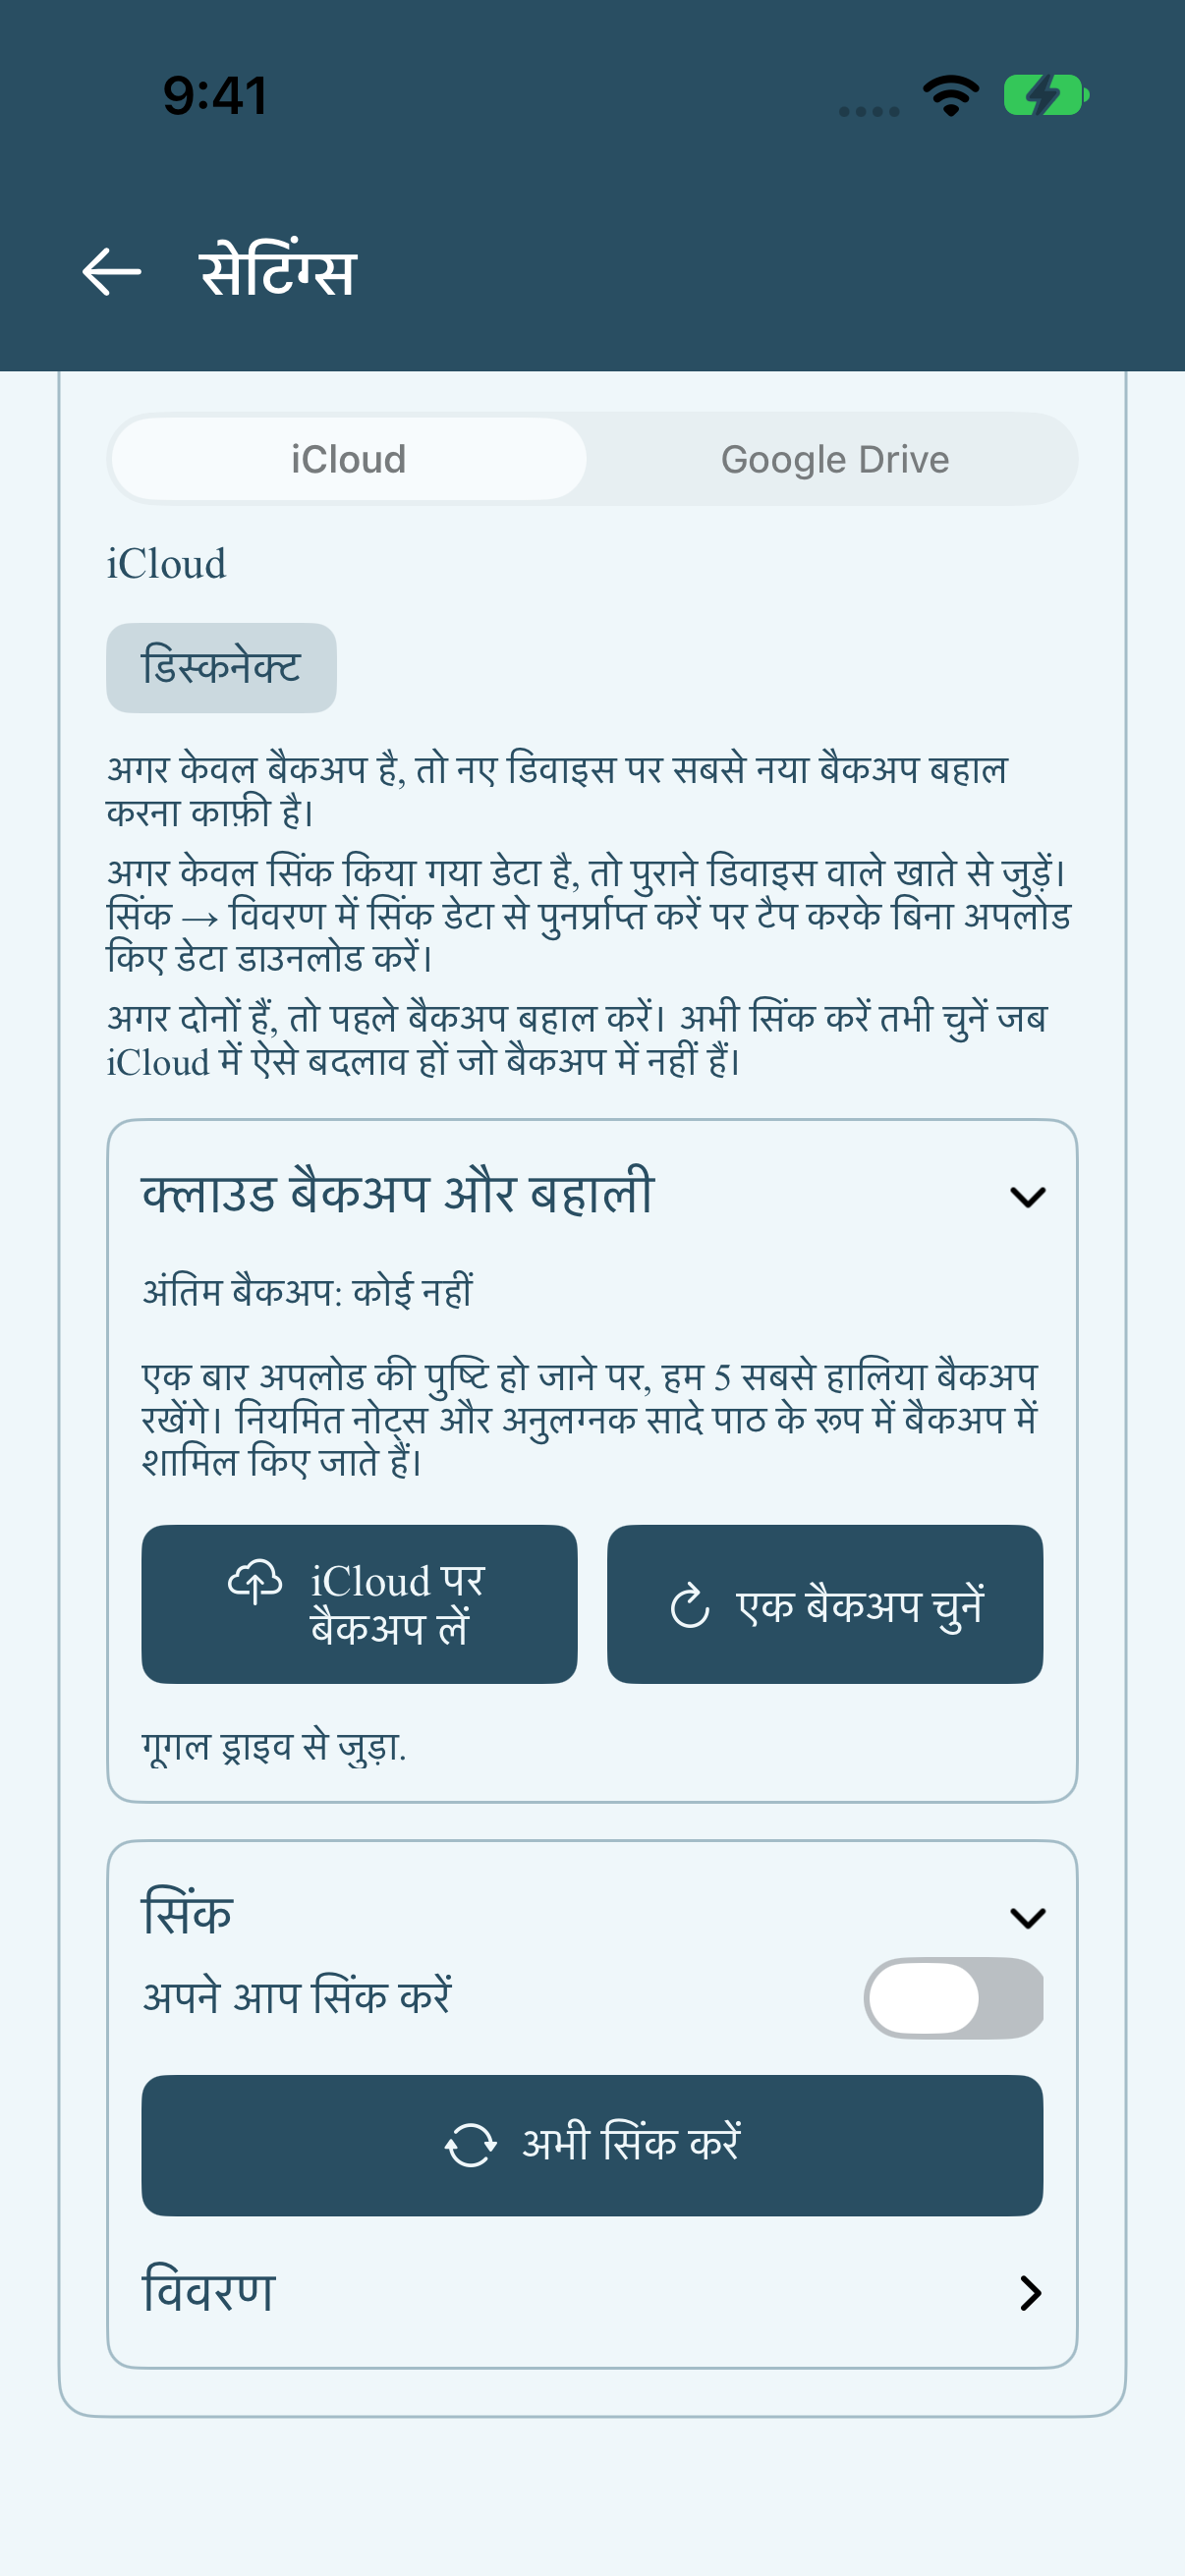 9:41
सेटिंग्स
iCloud
Google Drive
iCloud
डिस्कनेक्ट
अगर केवल बैकअप है, तो नए डिवाइस पर सबसे नया बैकअप बहाल
करना काफ़ी है।
अगर केवल सिंक किया गया डेटा है, तो पुराने डिवाइस वाले खाते से जुड़ें।
सिंक → विवरण में सिंक डेटा से पुनर्प्राप्त करें पर टैप करके बिना अपलोड
किए डेटा डाउनलोड करें।
अगर दोनों हैं, तो पहले बैकअप बहाल करें। अभी सिंक करें तभी चुनें जब
iCloud में ऐसे बदलाव हों जो बैकअप में नहीं हैं।
क्लाउड बैकअप और बहाली
अंतिम बैकअप: कोई नहीं
एक बार अपलोड की पुष्टि हो जाने पर, हम 5 सबसे हालिया बैकअप
रखेंगे। नियमित नोट्स और अनुलग्नक सादे पाठ के रूप में बैकअप में
शामिल किए जाते हैं।
iCloud पर
बैकअप लें
एक बैकअप चुनें
गूगल ड्राइव से जुड़ा.
सिंक
अपने आप सिंक करें
अभी सिंक करें
विवरण